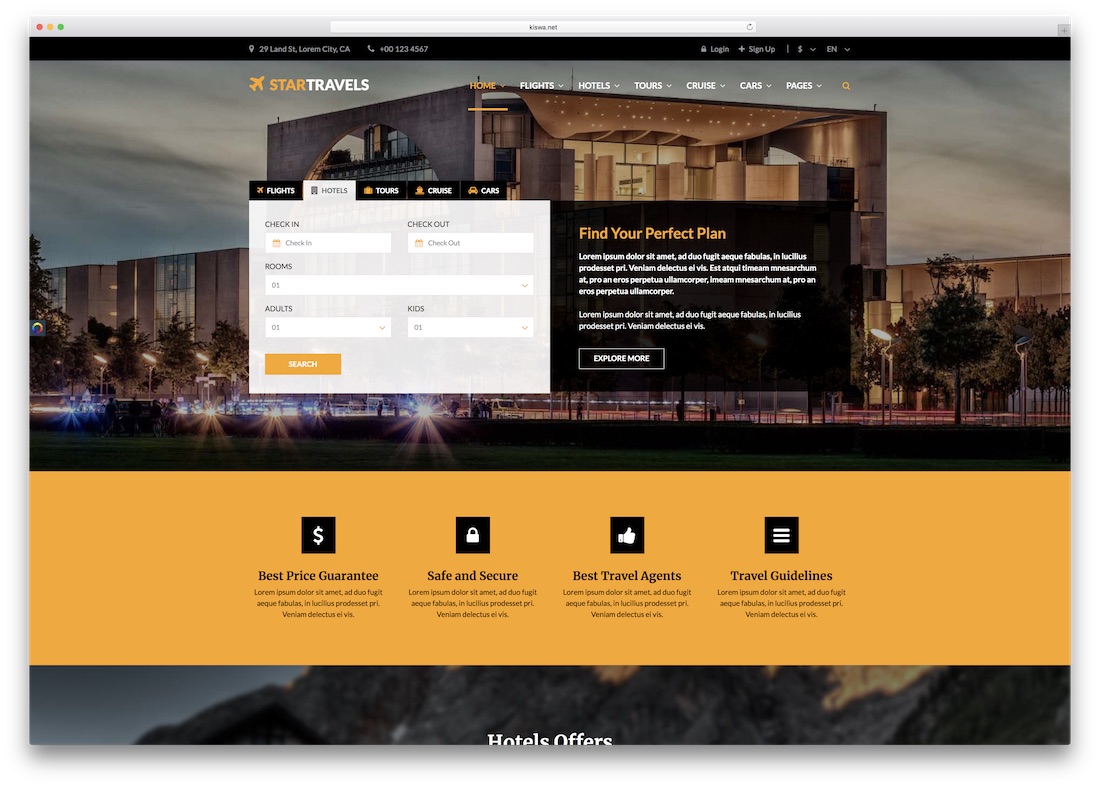 kiswa.net
29 Land St, Lorem City, CA +00 123 4567 Login Sign Up | $ EN
STARTRAVELS HOME FLIGHTS HOTELS TOURS CRUISE CARS PAGES
FLIGHTS HOTELS TOURS CRUISE CARS
CHECK IN CHECK OUT
Check In Check Out
ROOMS
01
ADULTS KIDS
01 01
SEARCH
Find Your Perfect Plan
Lorem ipsum dolor sit amet, ad duo fugit aeque fabulas, in lucilius
prodesset pri. Veniam delectus ei vis. Est atqui timeam mnesarchum
at, pro an eros perpetua ullamcorper, imeam mnesarchum at, pro an
eros perpetua ullamcorper.
Lorem ipsum dolor sit amet, ad duo fugit aeque fabulas, in lucilius
prodesset pri. Veniam delectus ei vis.
EXPLORE MORE
Best Price Guarantee
Lorem ipsum dolor sit amet, ad duo fugit
aeque fabulas, in lucilius prodesset pri.
Veniam delectus ei vis.
Safe and Secure
Lorem ipsum dolor sit amet, ad duo fugit
aeque fabulas, in lucilius prodesset pri.
Veniam delectus ei vis.
Best Travel Agents
Lorem ipsum dolor sit amet, ad duo fugit
aeque fabulas, in lucilius prodesset pri.
Veniam delectus ei vis.
Travel Guidelines
Lorem ipsum dolor sit amet, ad duo fugit
aeque fabulas, in lucilius prodesset pri.
Veniam delectus ei vis.
Hotels Offers